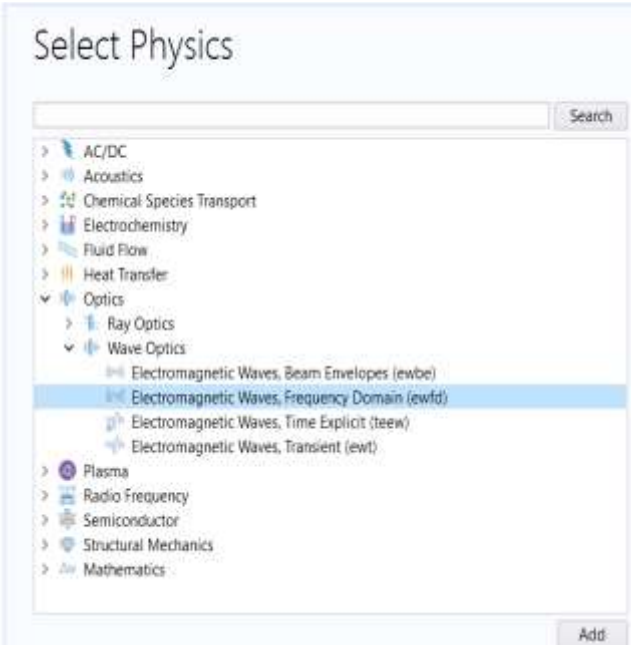 Select Physics
Search
AC/DC
Acoustics
Chemical Species Transport
Electrochemistry
Fluid Flow
Heat Transfer
Optics
Ray Optics
Wave Optics
Electromagnetic Waves, Beam Envelopes (ewbe)
Electromagnetic Waves, Frequency Domain (ewfd)
Electromagnetic Waves, Time Explicit (teew)
Electromagnetic Waves, Transient (ewt)
Plasma
Radio Frequency
Semiconductor
Structural Mechanics
Mathematics
Add